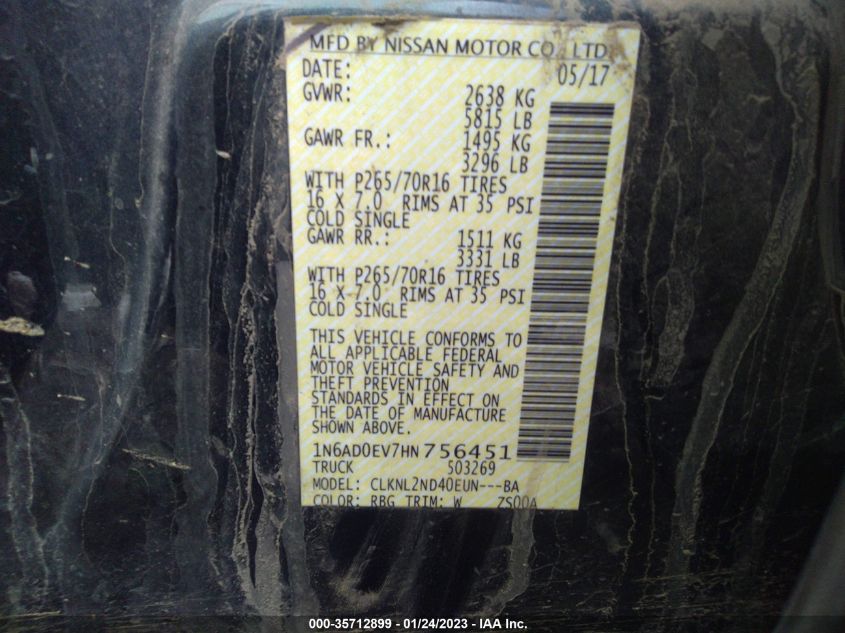 MFD BY NISSAN MOTOR CO., LTD.
DATE: 05/17
GVWR: 2638 KG
5815 LB
GAWR FR.: 1495 KG
3296 LB
WITH P265/70R16 TIRES
16 X 7.0 RIMS AT 35 PSI
COLD SINGLE
GAWR RR.: 1511 KG
3331 LB
WITH P265/70R16 TIRES
16 X 7.0 RIMS AT 35 PSI
COLD SINGLE
THIS VEHICLE CONFORMS TO
ALL APPLICABLE FEDERAL
MOTOR VEHICLE SAFETY AND
THEFT PREVENTION
STANDARDS IN EFFECT ON
THE DATE OF MANUFACTURE
SHOWN ABOVE.
1N6AD0EV7HN756451
TRUCK 503269
MODEL: CLKNL2ND40EUN---BA
COLOR: RBG TRIM: W ZS00A
000-35712899 — 01/24/2023 - IAA Inc.